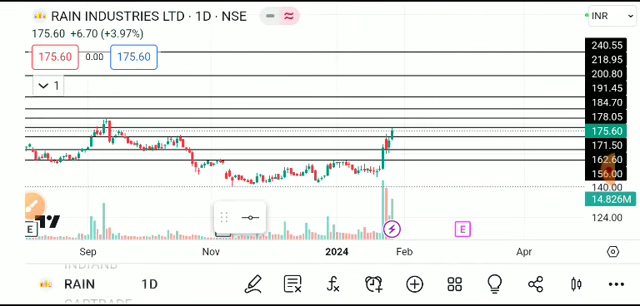 RAIN INDUSTRIES LTD · 1D · NSE
INR
175.60 +6.70 (+3.97%)
175.60 0.00 175.60
1
240.55
218.95
200.80
191.45
184.70
178.05
175.60
171.50
162.60
156.00
140.00
14.826M
124.00
E
E
Sep Nov 2024 Feb Apr
RAIN 1D